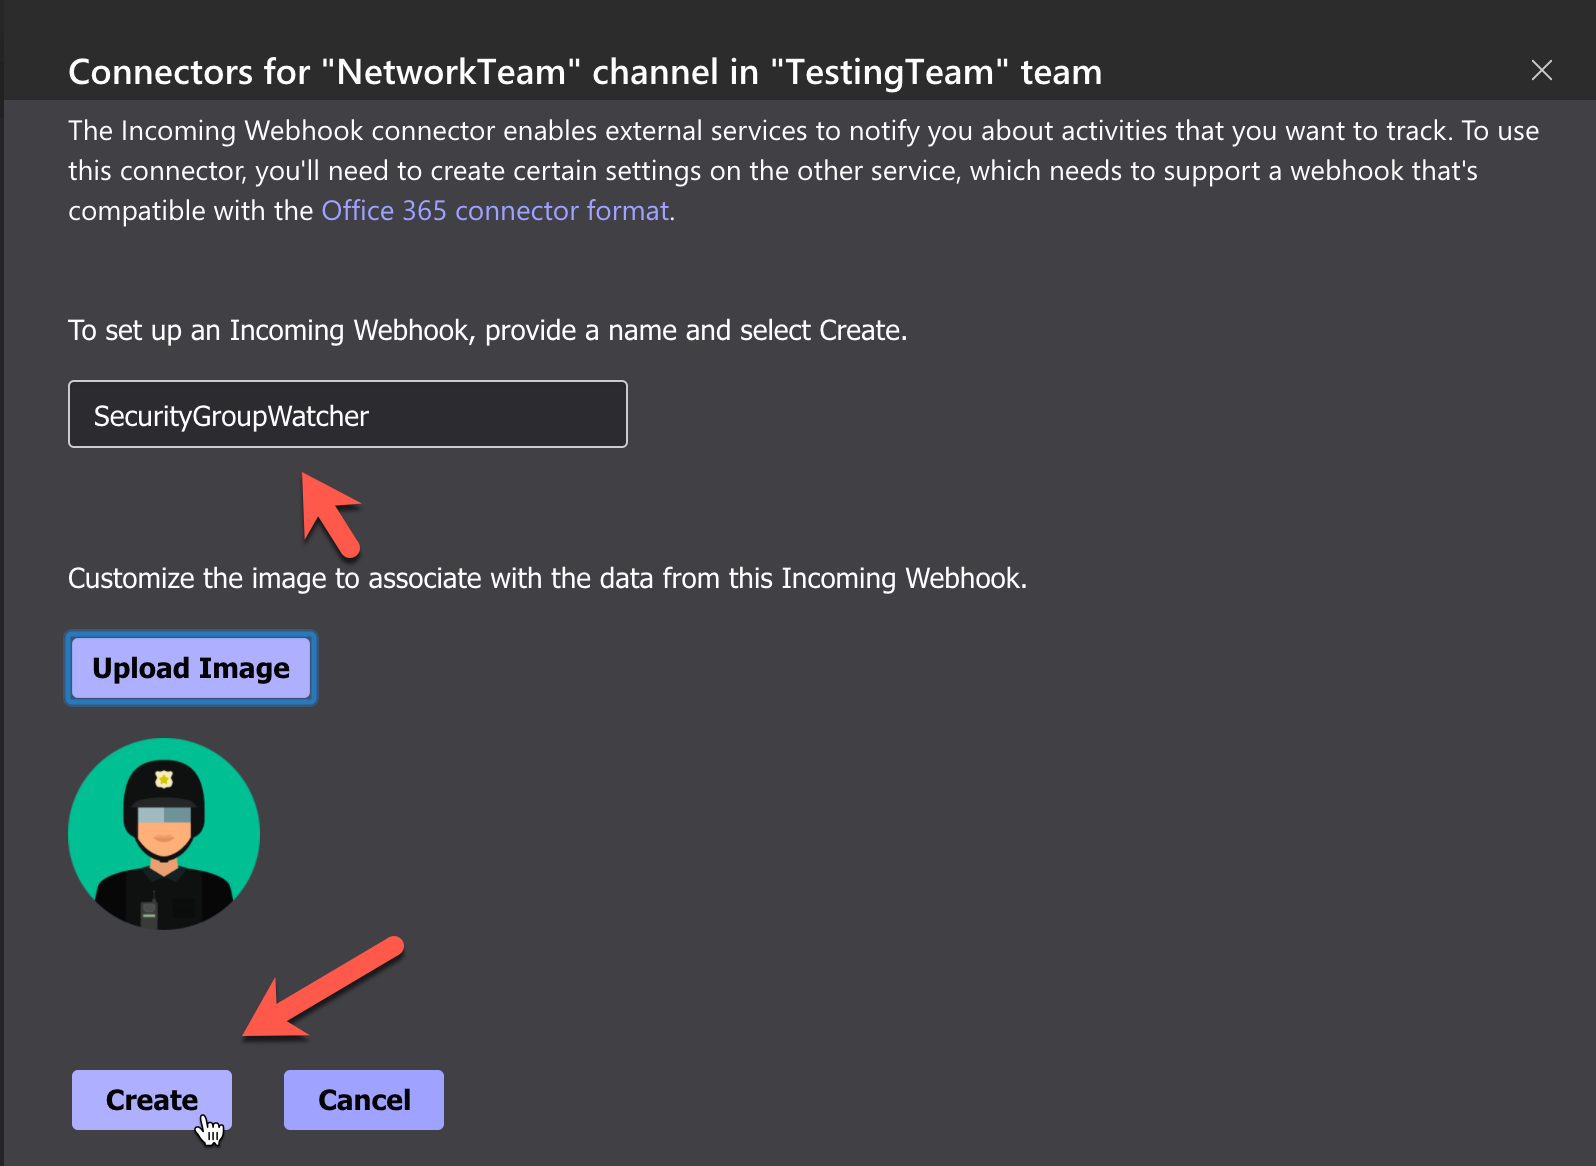 Connectors for "NetworkTeam" channel in "TestingTeam" team
The Incoming Webhook connector enables external services to notify you about activities that you want to track. To use
this connector, you'll need to create certain settings on the other service, which needs to support a webhook that's
compatible with the Office 365 connector format.
To set up an Incoming Webhook, provide a name and select Create.
SecurityGroupWatcher
Customize the image to associate with the data from this Incoming Webhook.
Upload Image
Create
Cancel